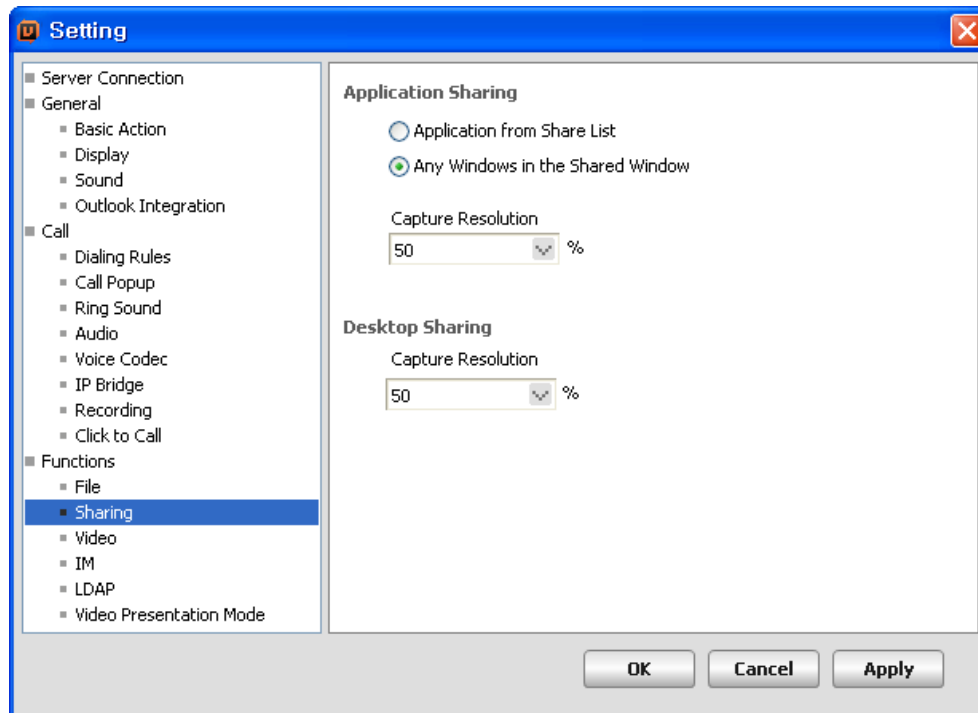 Setting
Server Connection
General
Basic Action
Display
Sound
Outlook Integration
Call
Dialing Rules
Call Popup
Ring Sound
Audio
Voice Codec
IP Bridge
Recording
Click to Call
Functions
File
Sharing
Video
IM
LDAP
Video Presentation Mode
Application Sharing
Application from Share List
Any Windows in the Shared Window
Capture Resolution
50 %
Desktop Sharing
Capture Resolution
50 %
OK Cancel Apply